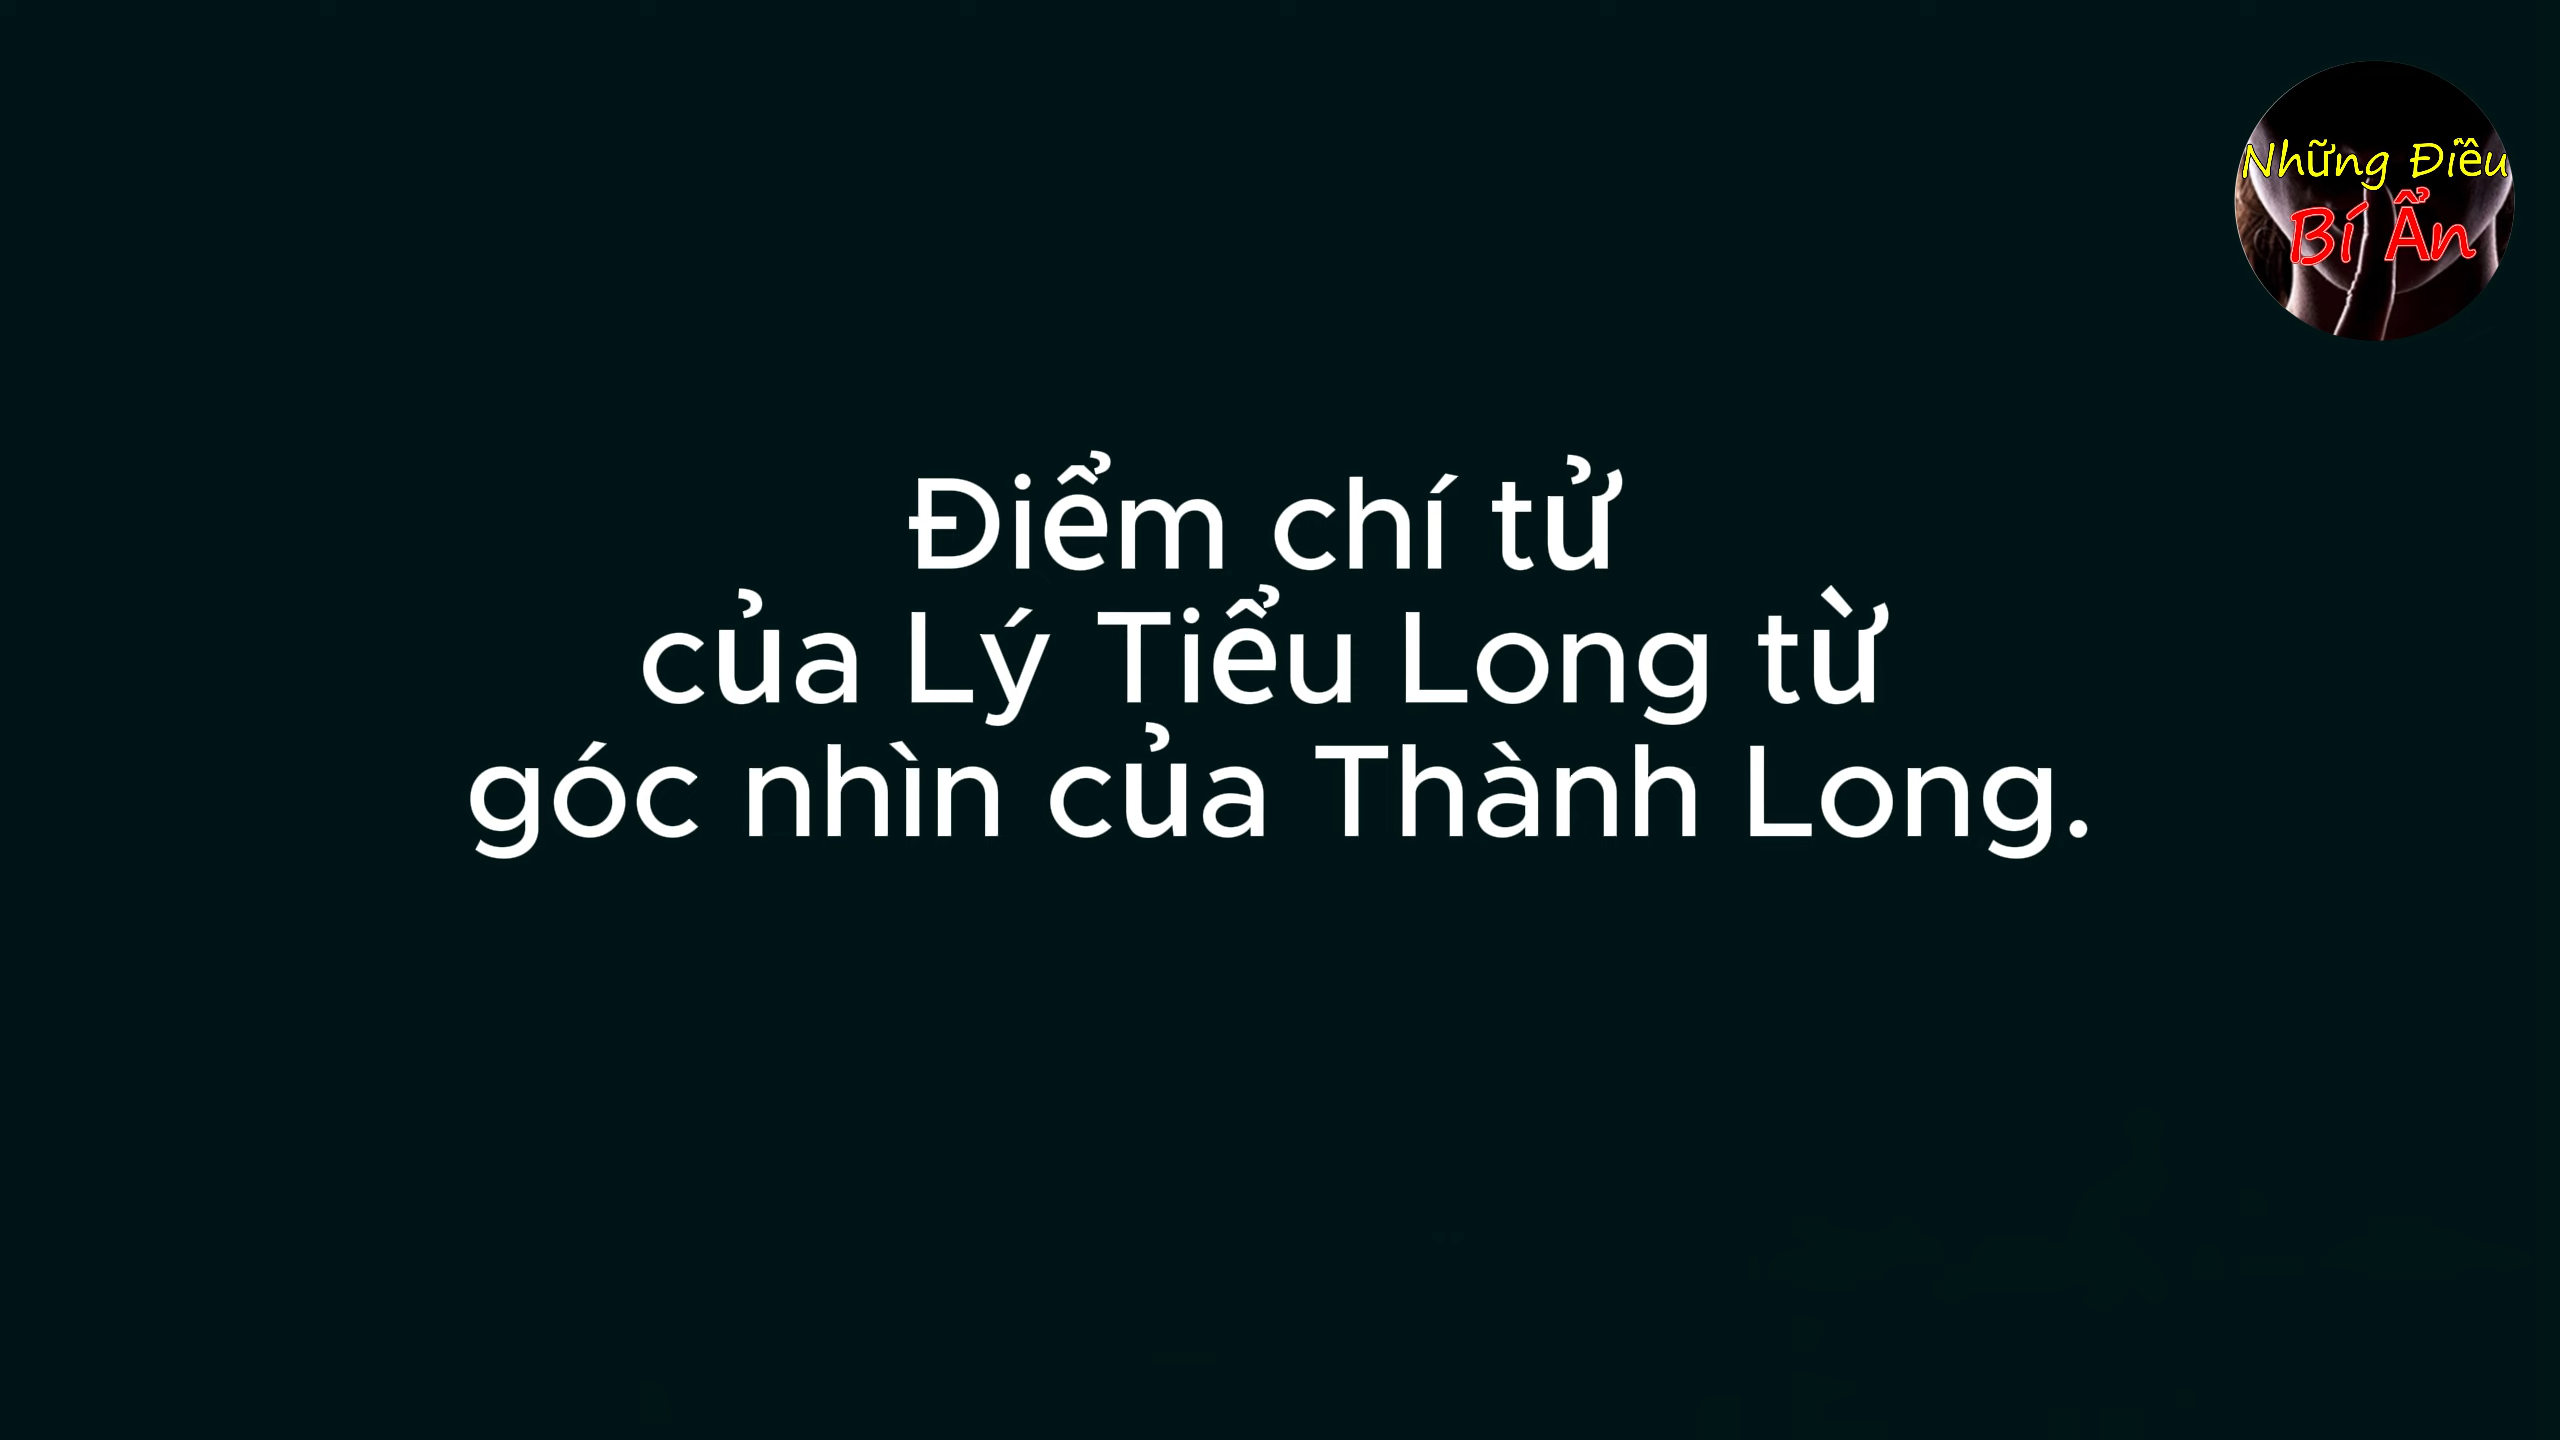 Những Điều
Bí Ẩn
Điểm chí tử
của Lý Tiểu Long từ
góc nhìn của Thành Long.